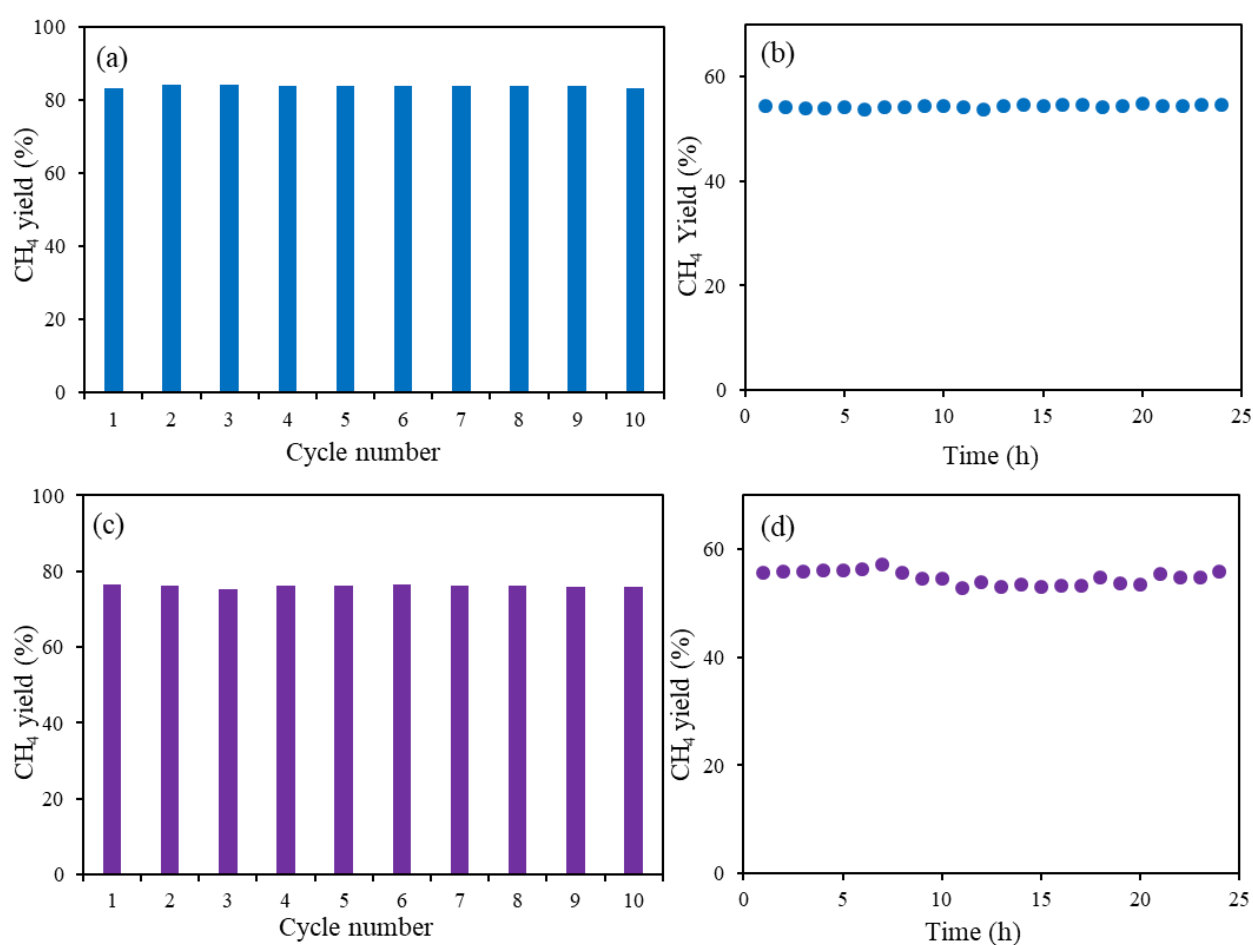 (a)
CH₄ yield (%)
100
80
60
40
20
0
1 2 3 4 5 6 7 8 9 10
Cycle number
(b)
CH₄ Yield (%)
60
40
20
0
0 5 10 15 20 25
Time (h)
(c)
CH₄ yield (%)
100
80
60
40
20
0
1 2 3 4 5 6 7 8 9 10
Cycle number
(d)
CH₄ yield (%)
60
40
20
0
0 5 10 15 20 25
Time (h)